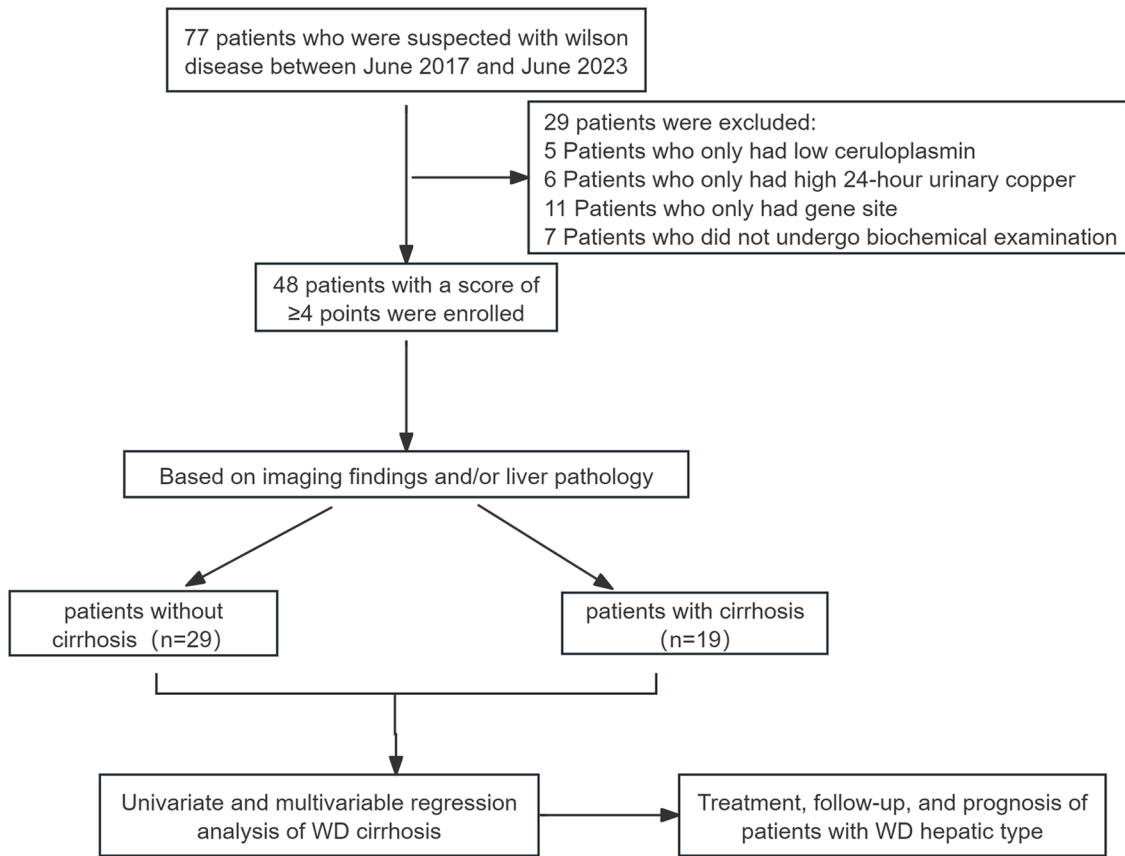 77 patients who were suspected with wilson
disease between June 2017 and June 2023
29 patients were excluded:
5 Patients who only had low ceruloplasmin
6 Patients who only had high 24-hour urinary copper
11 Patients who only had gene site
7 Patients who did not undergo biochemical examination
48 patients with a score of
≥4 points were enrolled
Based on imaging findings and/or liver pathology
patients without
cirrhosis（n=29）
patients with cirrhosis
（n=19）
Univariate and multivariable regression
analysis of WD cirrhosis
Treatment, follow-up, and prognosis of
patients with WD hepatic type